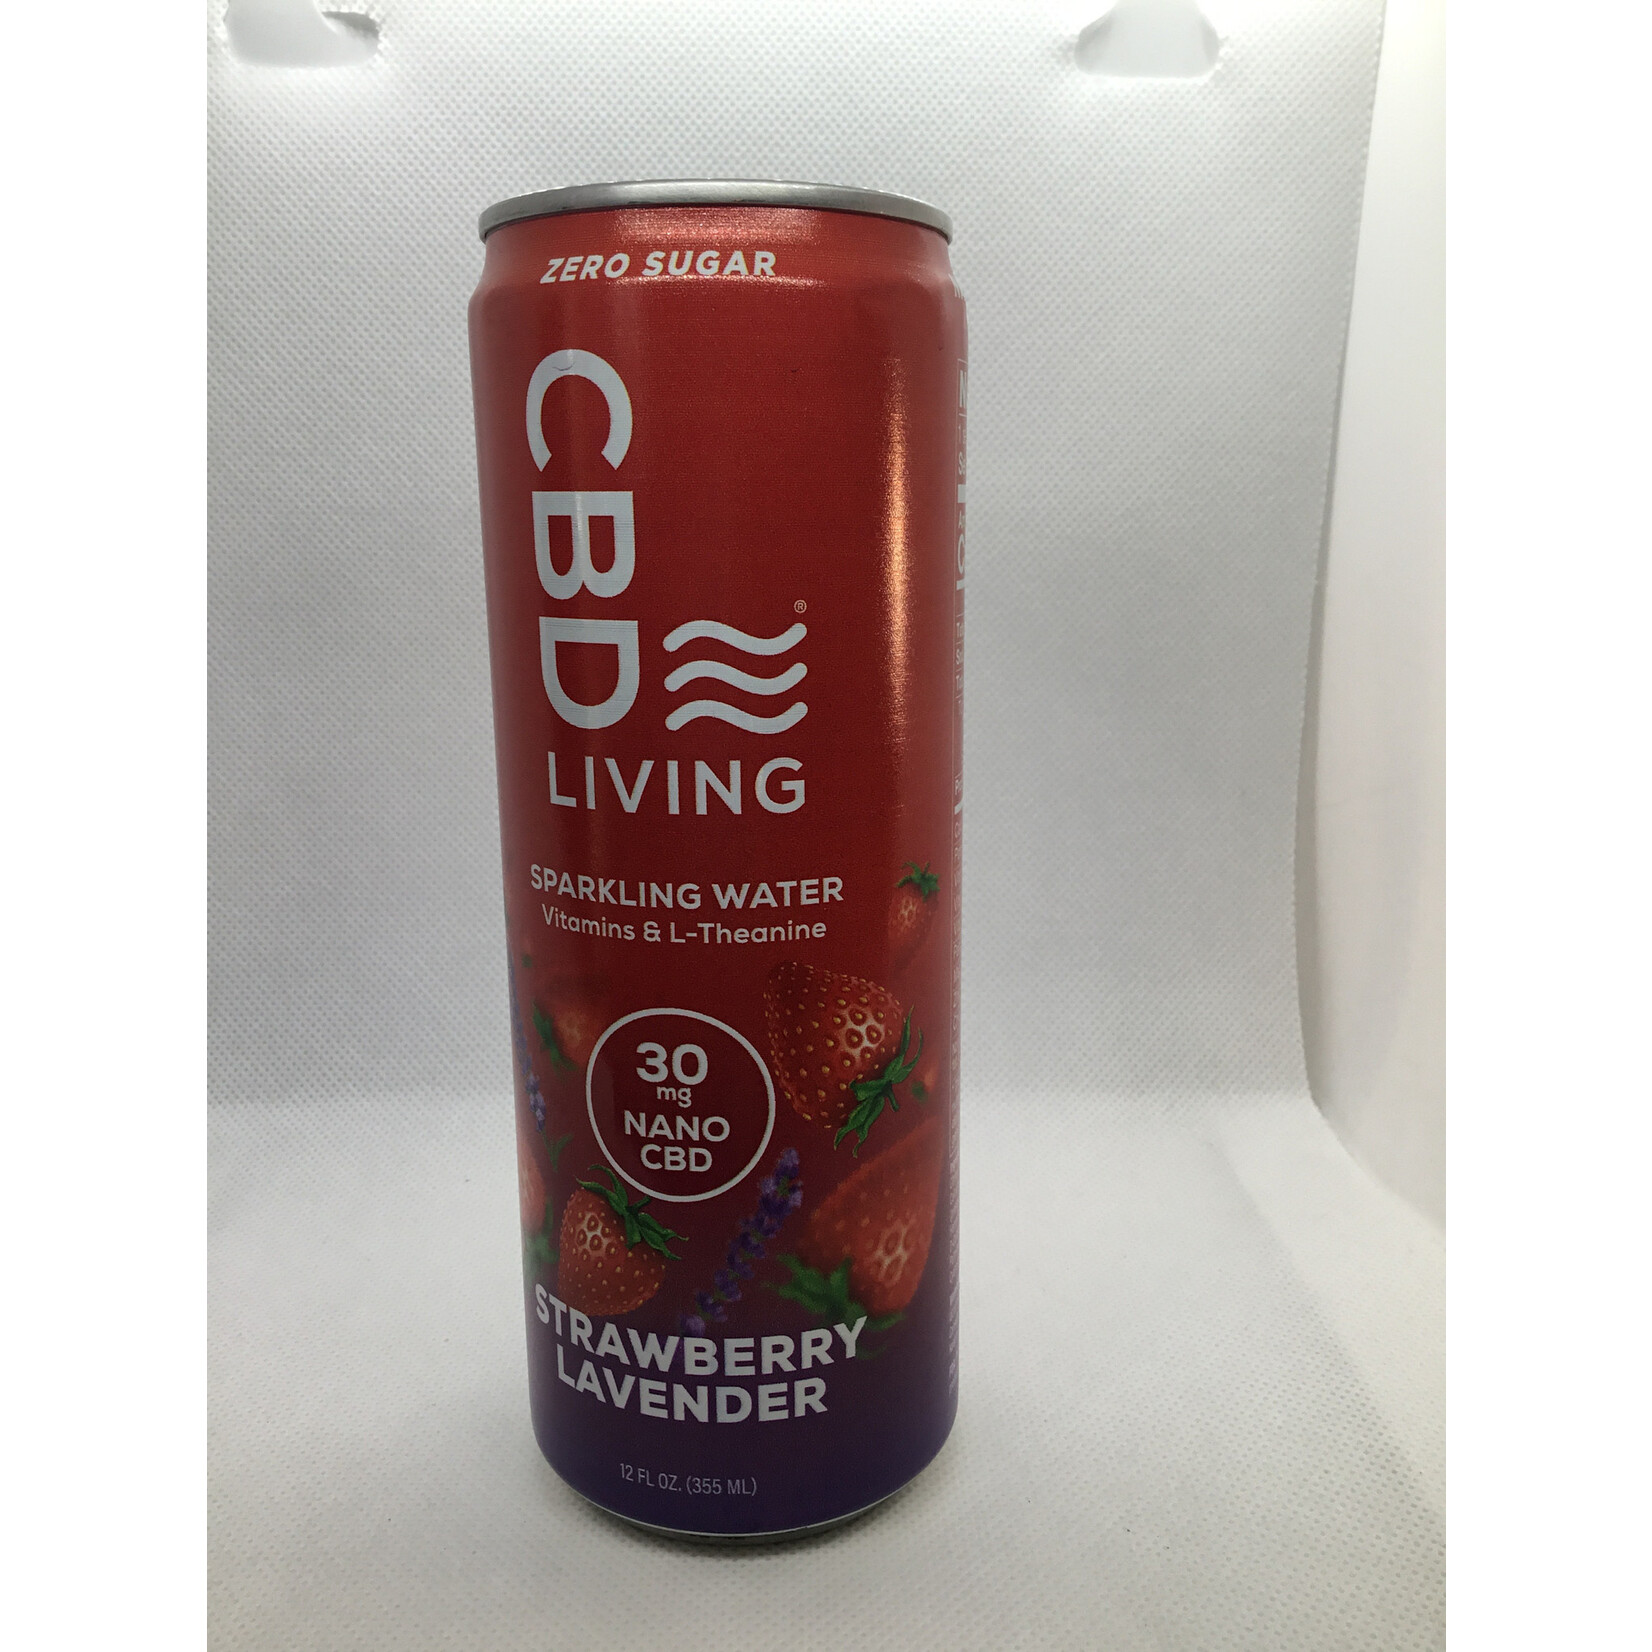 ZERO SUGAR
CBD
®
LIVING
SPARKLING WATER
Vitamins & L-Theanine
30
mg
NANO
CBD
STRAWBERRY
LAVENDER
12 FL OZ. (355 ML)